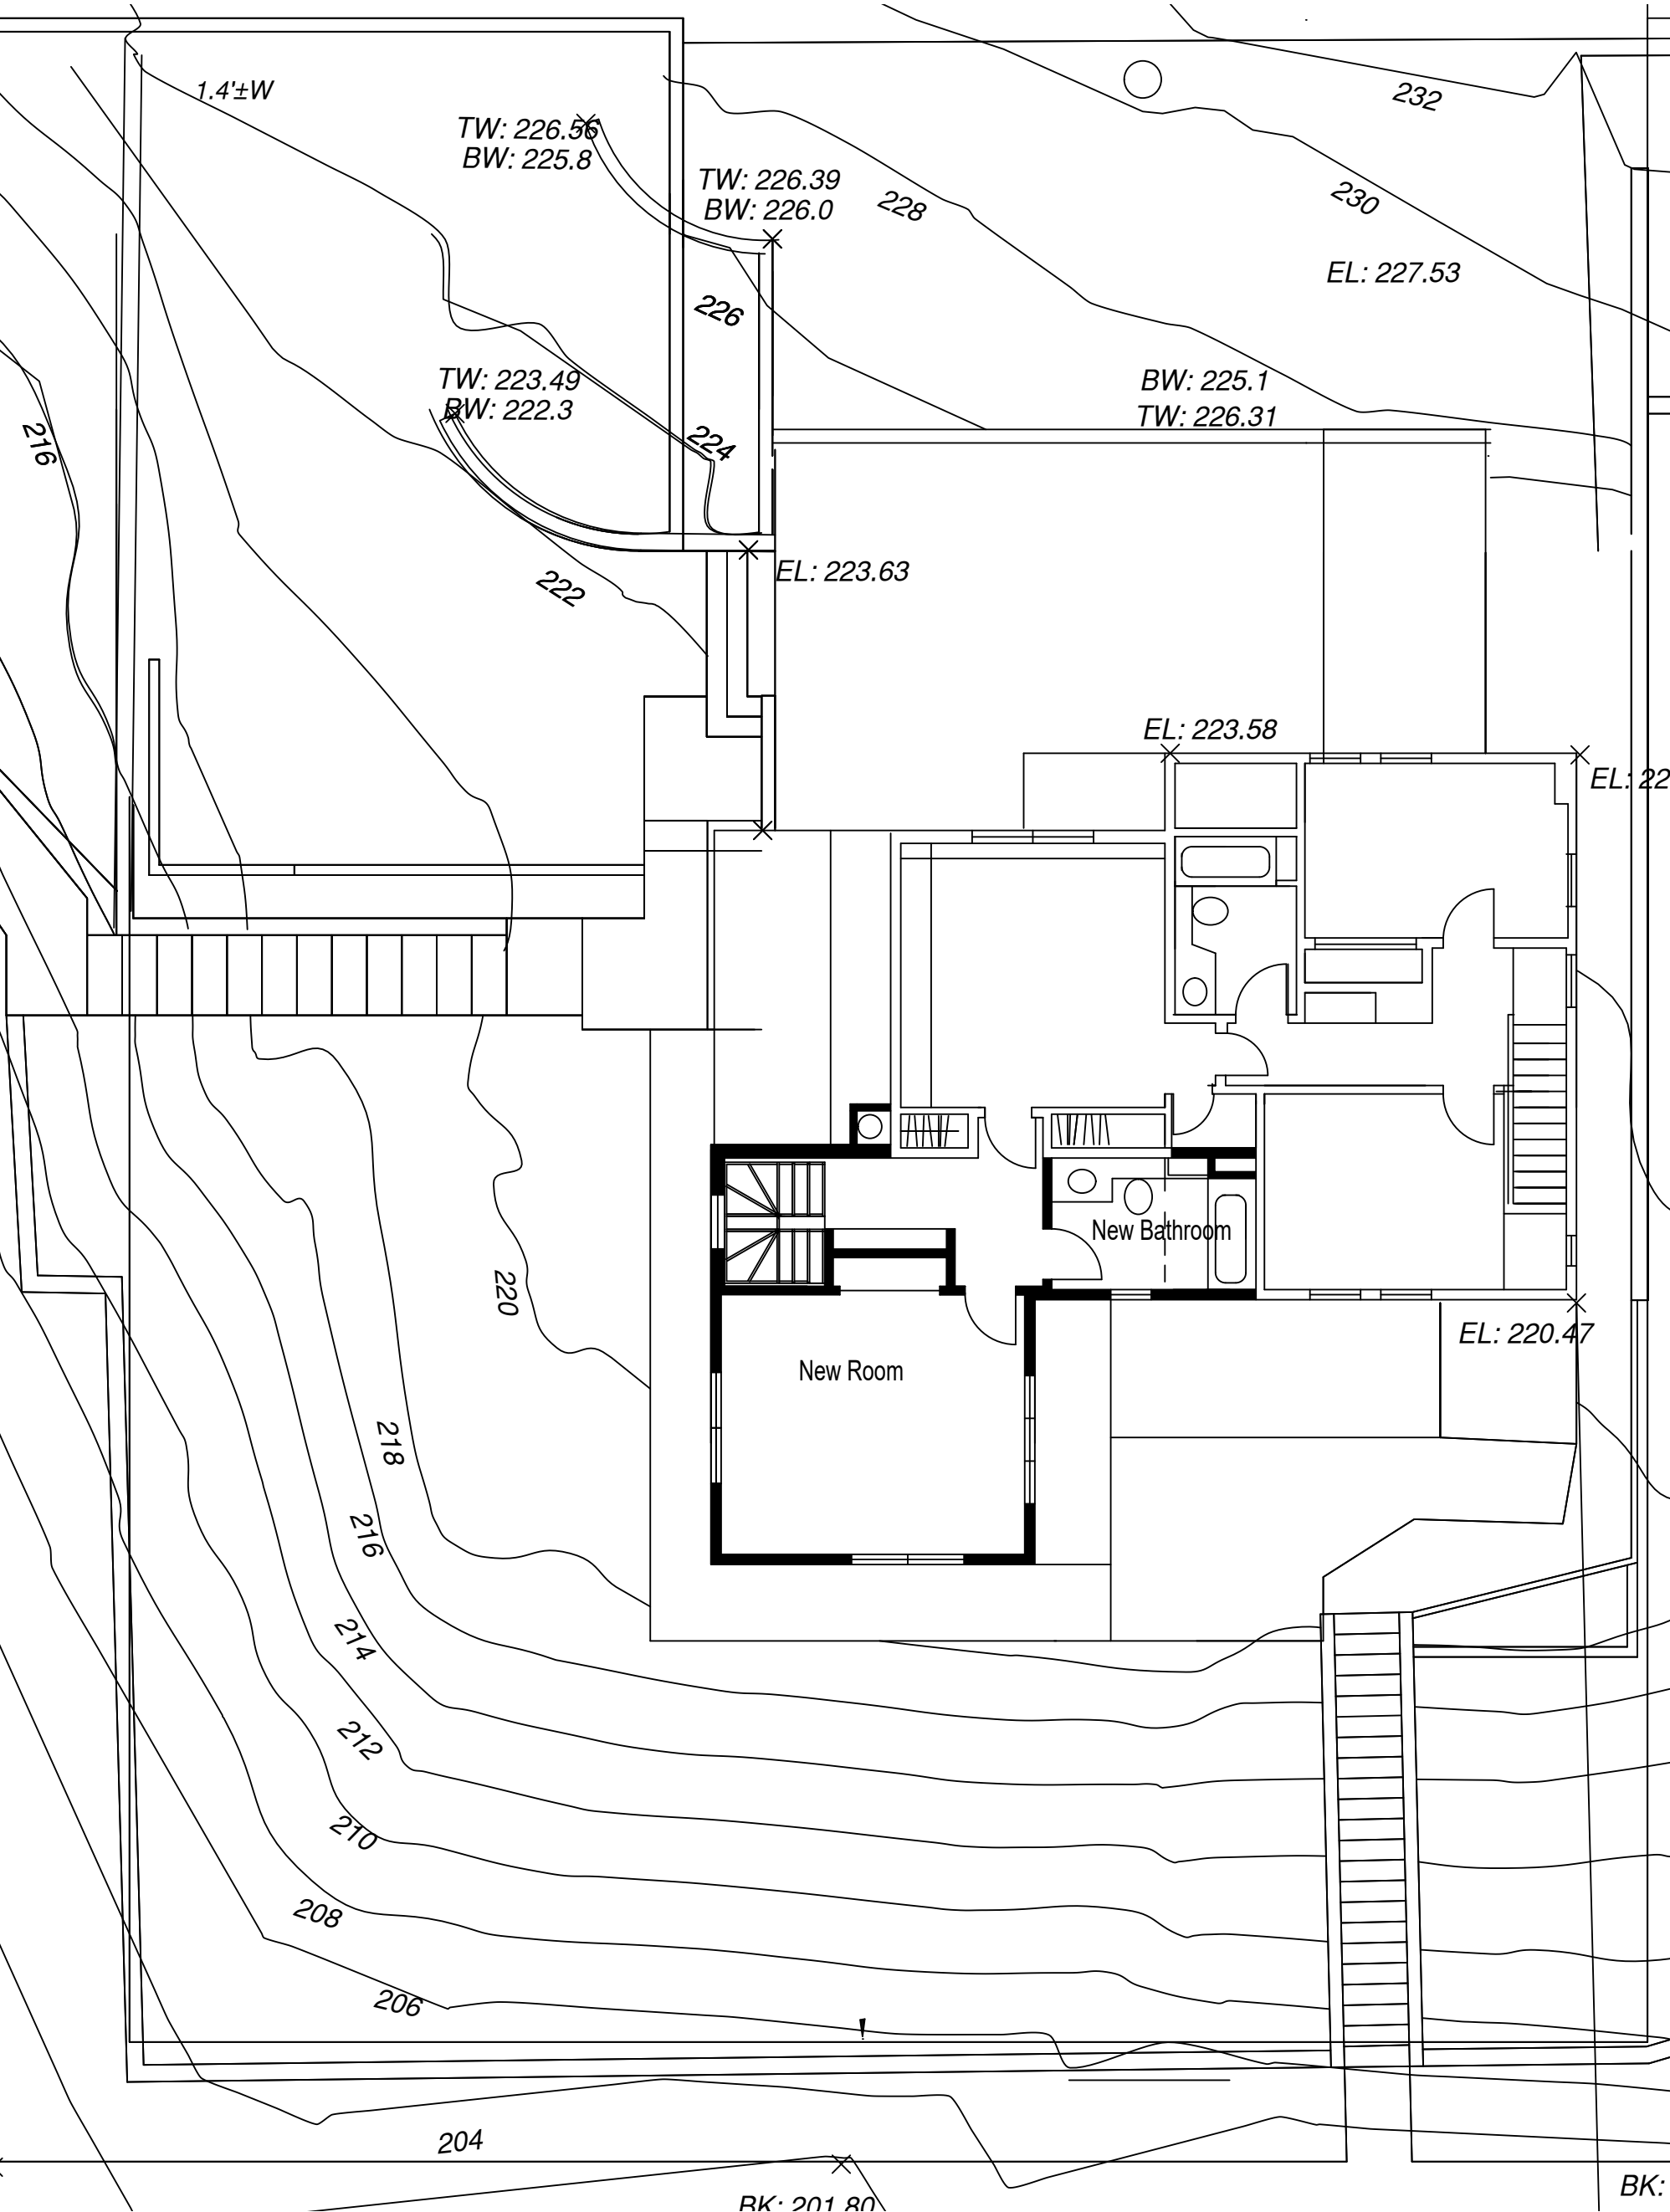 1.4'±W
232
TW: 226.56
BW: 225.8
TW: 226.39
BW: 226.0
228
230
EL: 227.53
226
TW: 223.49
BW: 222.3
BW: 225.1
TW: 226.31
216
224
EL: 223.63
222
EL: 223.58
EL: 22
New Bathroom
220
EL: 220.47
New Room
218
216
214
212
210
208
206
204
BK:
BK: 201.80